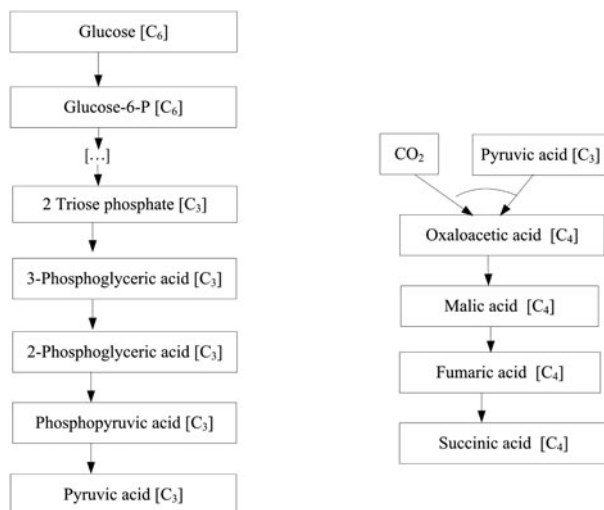 Glucose [C₆]
Glucose-6-P [C₆]
[...]
2 Triose phosphate [C₃]
3-Phosphoglyceric acid [C₃]
2-Phosphoglyceric acid [C₃]
Phosphopyruvic acid [C₃]
Pyruvic acid [C₃]
CO₂
Pyruvic acid [C₃]
Oxaloacetic acid [C₄]
Malic acid [C₄]
Fumaric acid [C₄]
Succinic acid [C₄]